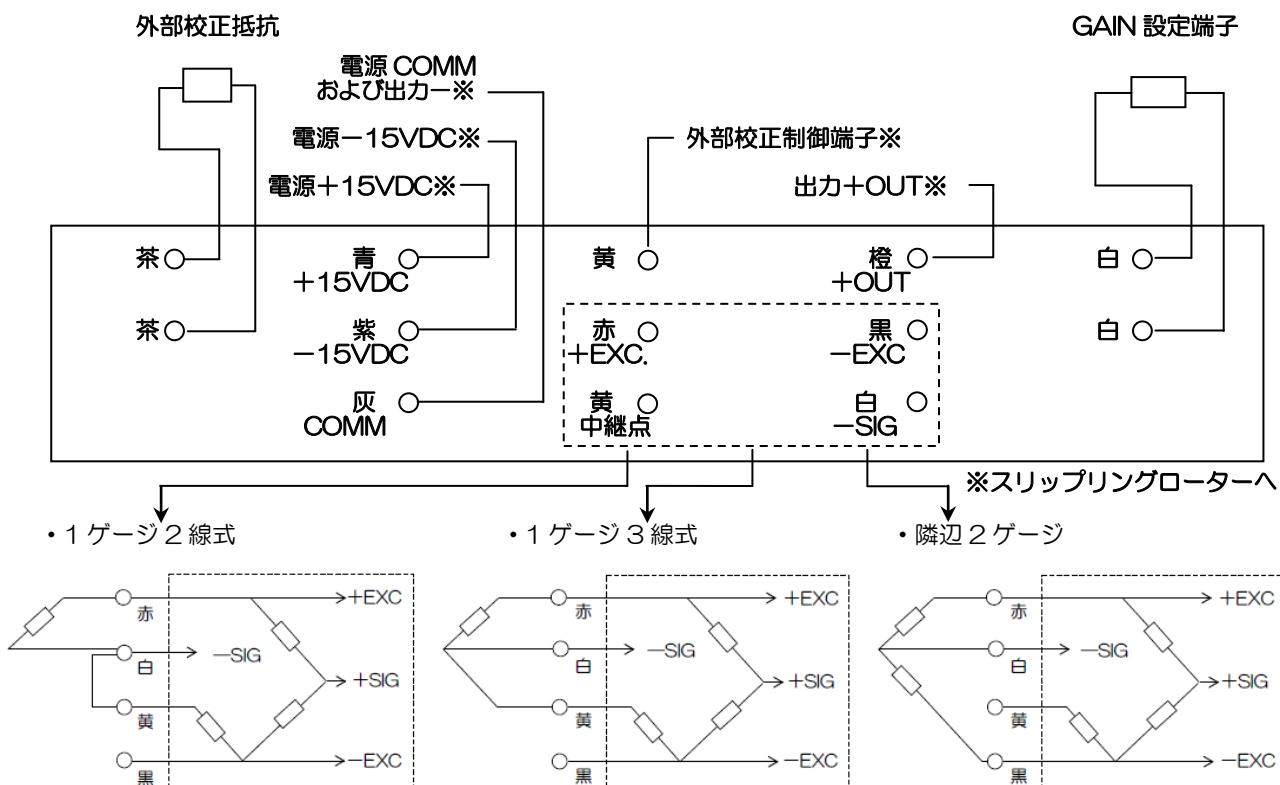 外部校正抵抗
GAIN 設定端子
電源 COMM
および出力ー※
電源ー15VDC※
外部校正制御端子※
電源＋15VDC※
出力＋OUT※
茶
青
黄
橙
白
＋15VDC
＋OUT
茶
紫
赤
黒
白
ー15VDC
＋EXC.
ーEXC
灰
黄
白
COMM
中継点
ーSIG
※スリップリングローターへ
・1 ゲージ 2 線式
・1 ゲージ 3 線式
・隣辺 2 ゲージ
＋EXC
赤
ーSIG
白
＋SIG
黄
ーEXC
黒
＋EXC
赤
ーSIG
白
＋SIG
黄
ーEXC
黒
＋EXC
赤
ーSIG
白
＋SIG
黄
ーEXC
黒